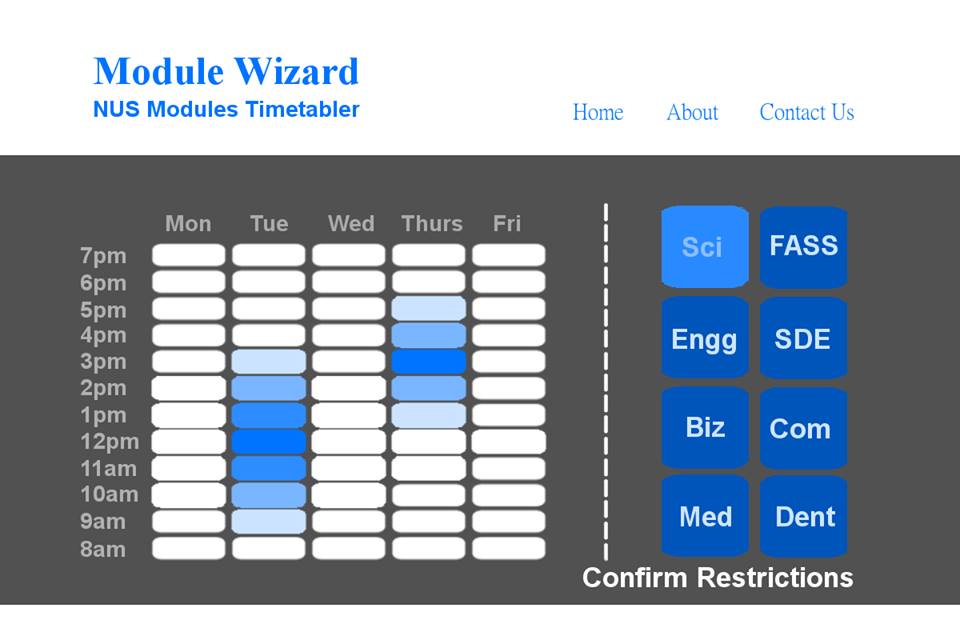 Module Wizard
NUS Modules Timetabler
Home About Contact Us
Mon Tue Wed Thurs Fri
7pm
6pm
5pm
4pm
3pm
2pm
1pm
12pm
11am
10am
9am
8am
Sci FASS
Engg SDE
Biz Com
Med Dent
Confirm Restrictions